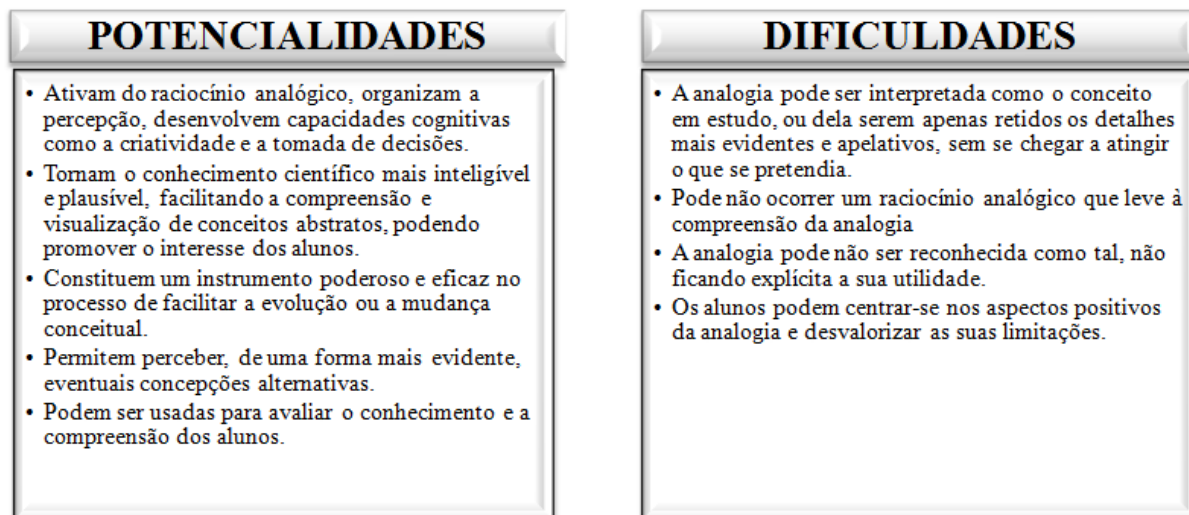 POTENCIALIDADES
• Ativam do raciocínio analógico, organizam a
percepção, desenvolvem capacidades cognitivas
como a criatividade e a tomada de decisões.
• Tornam o conhecimento científico mais inteligível
e plausível, facilitando a compreensão e
visualização de conceitos abstratos, podendo
promover o interesse dos alunos.
• Constituem um instrumento poderoso e eficaz no
processo de facilitar a evolução ou a mudança
conceitual.
• Permitem perceber, de uma forma mais evidente,
eventuais concepções alternativas.
• Podem ser usadas para avaliar o conhecimento e a
compreensão dos alunos.
DIFICULDADES
• A analogia pode ser interpretada como o conceito
em estudo, ou dela serem apenas retidos os detalhes
mais evidentes e apelativos, sem se chegar a atingir
o que se pretendia.
• Pode não ocorrer um raciocínio analógico que leve à
compreensão da analogia
• A analogia pode não ser reconhecida como tal, não
ficando explícita a sua utilidade.
• Os alunos podem centrar-se nos aspectos positivos
da analogia e desvalorizar as suas limitações.